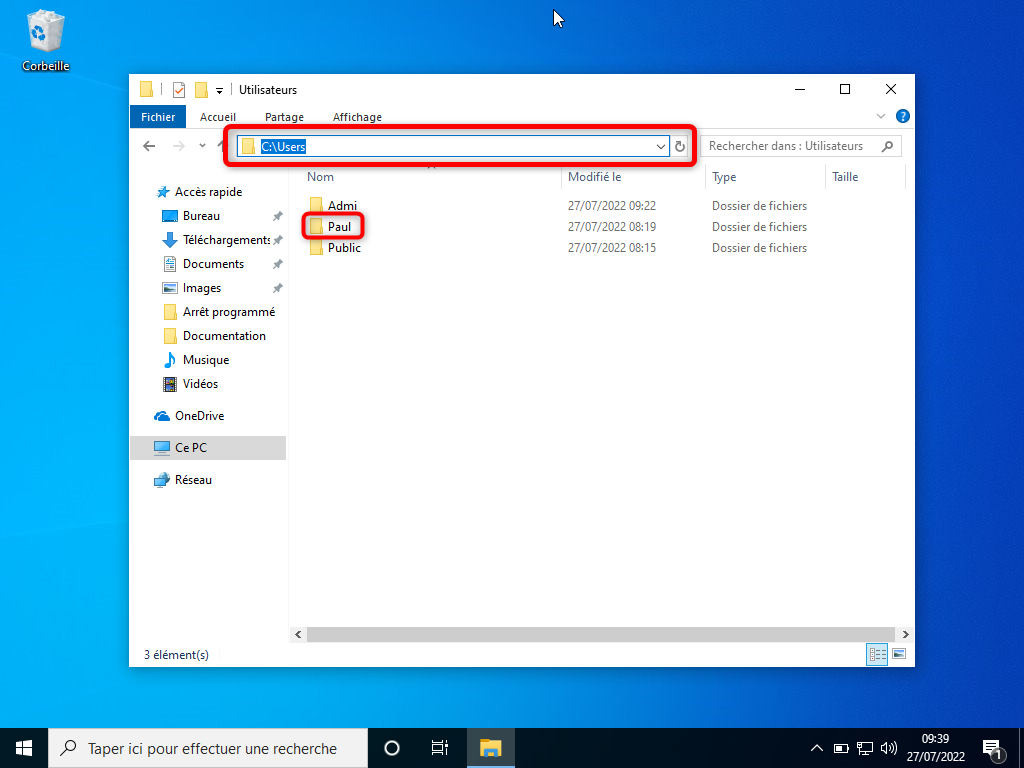 Corbeille
Utilisateurs
Fichier Accueil Partage Affichage
C:\Users Rechercher dans : Utilisateurs
Nom Modifié le Type Taille
Accès rapide
Bureau
Téléchargements
Documents
Images
Arrêt programmé
Documentation
Musique
Vidéos
OneDrive
Ce PC
Réseau
Admi 27/07/2022 09:22 Dossier de fichiers
Paul 27/07/2022 08:19 Dossier de fichiers
Public 27/07/2022 08:15 Dossier de fichiers
3 élément(s)
Taper ici pour effectuer une recherche
09:39
27/07/2022
1